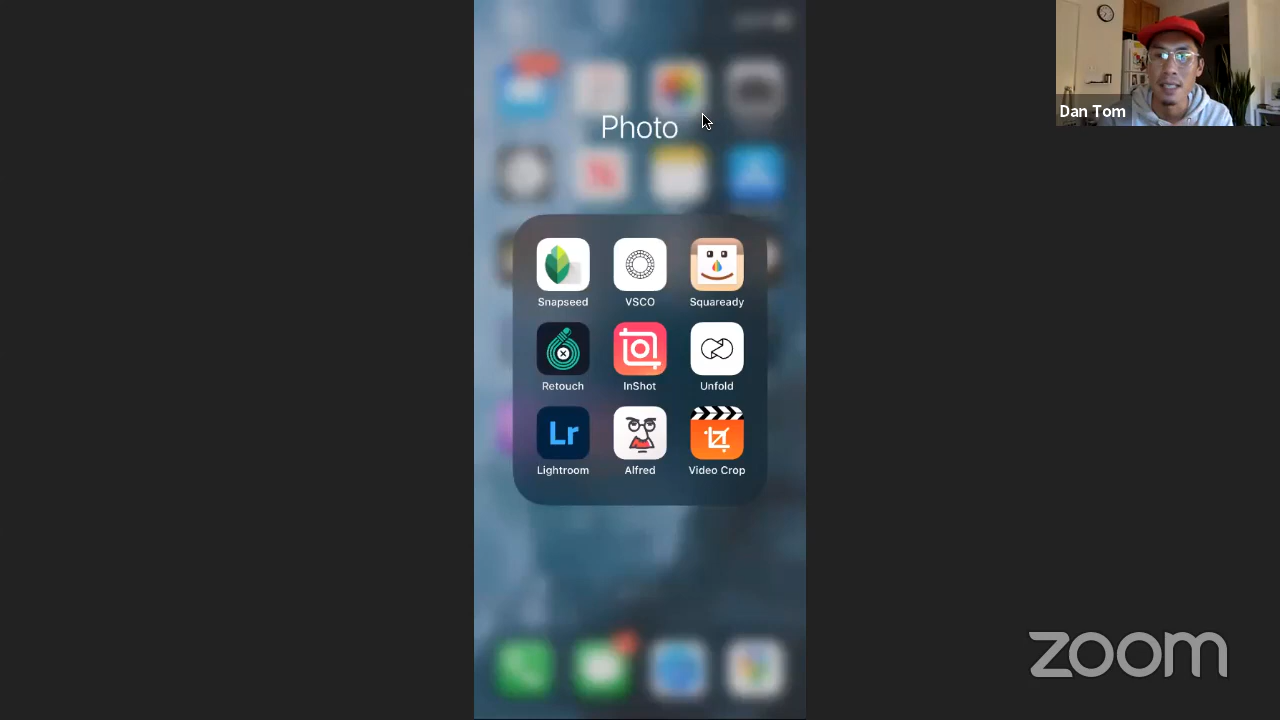 Photo
Dan Tom
Snapseed
VSCO
Squaready
Retouch
InShot
Unfold
Lr
Lightroom
Alfred
Video Crop
zoom